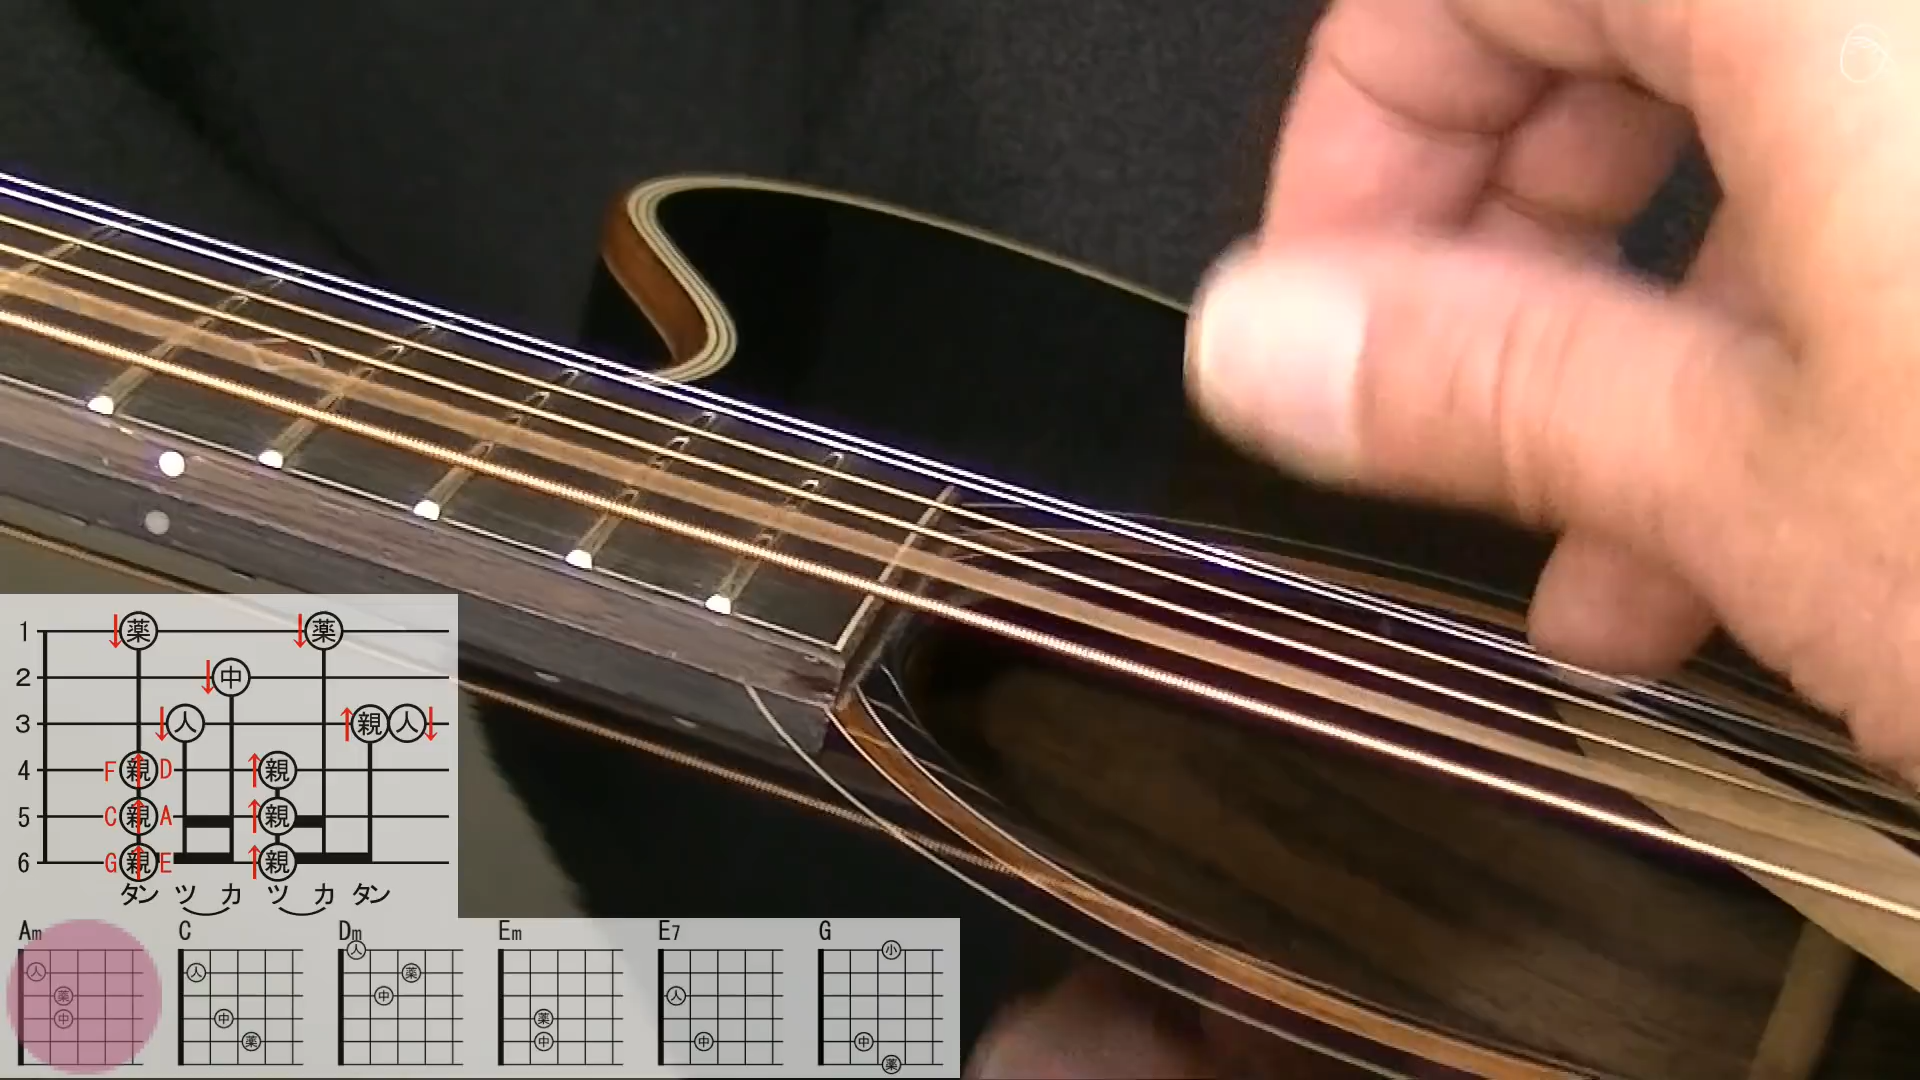 1 薬 薬
2 中
3 人 親 人
4 F 親 D 親
5 C 親 A 親
6 G 親 E 親
タン ツ カ ツ カ タン
Am C Dm Em E7 G
人 人 人 小
薬 中 薬 中 人
中 中 薬
薬 中 中 中
薬